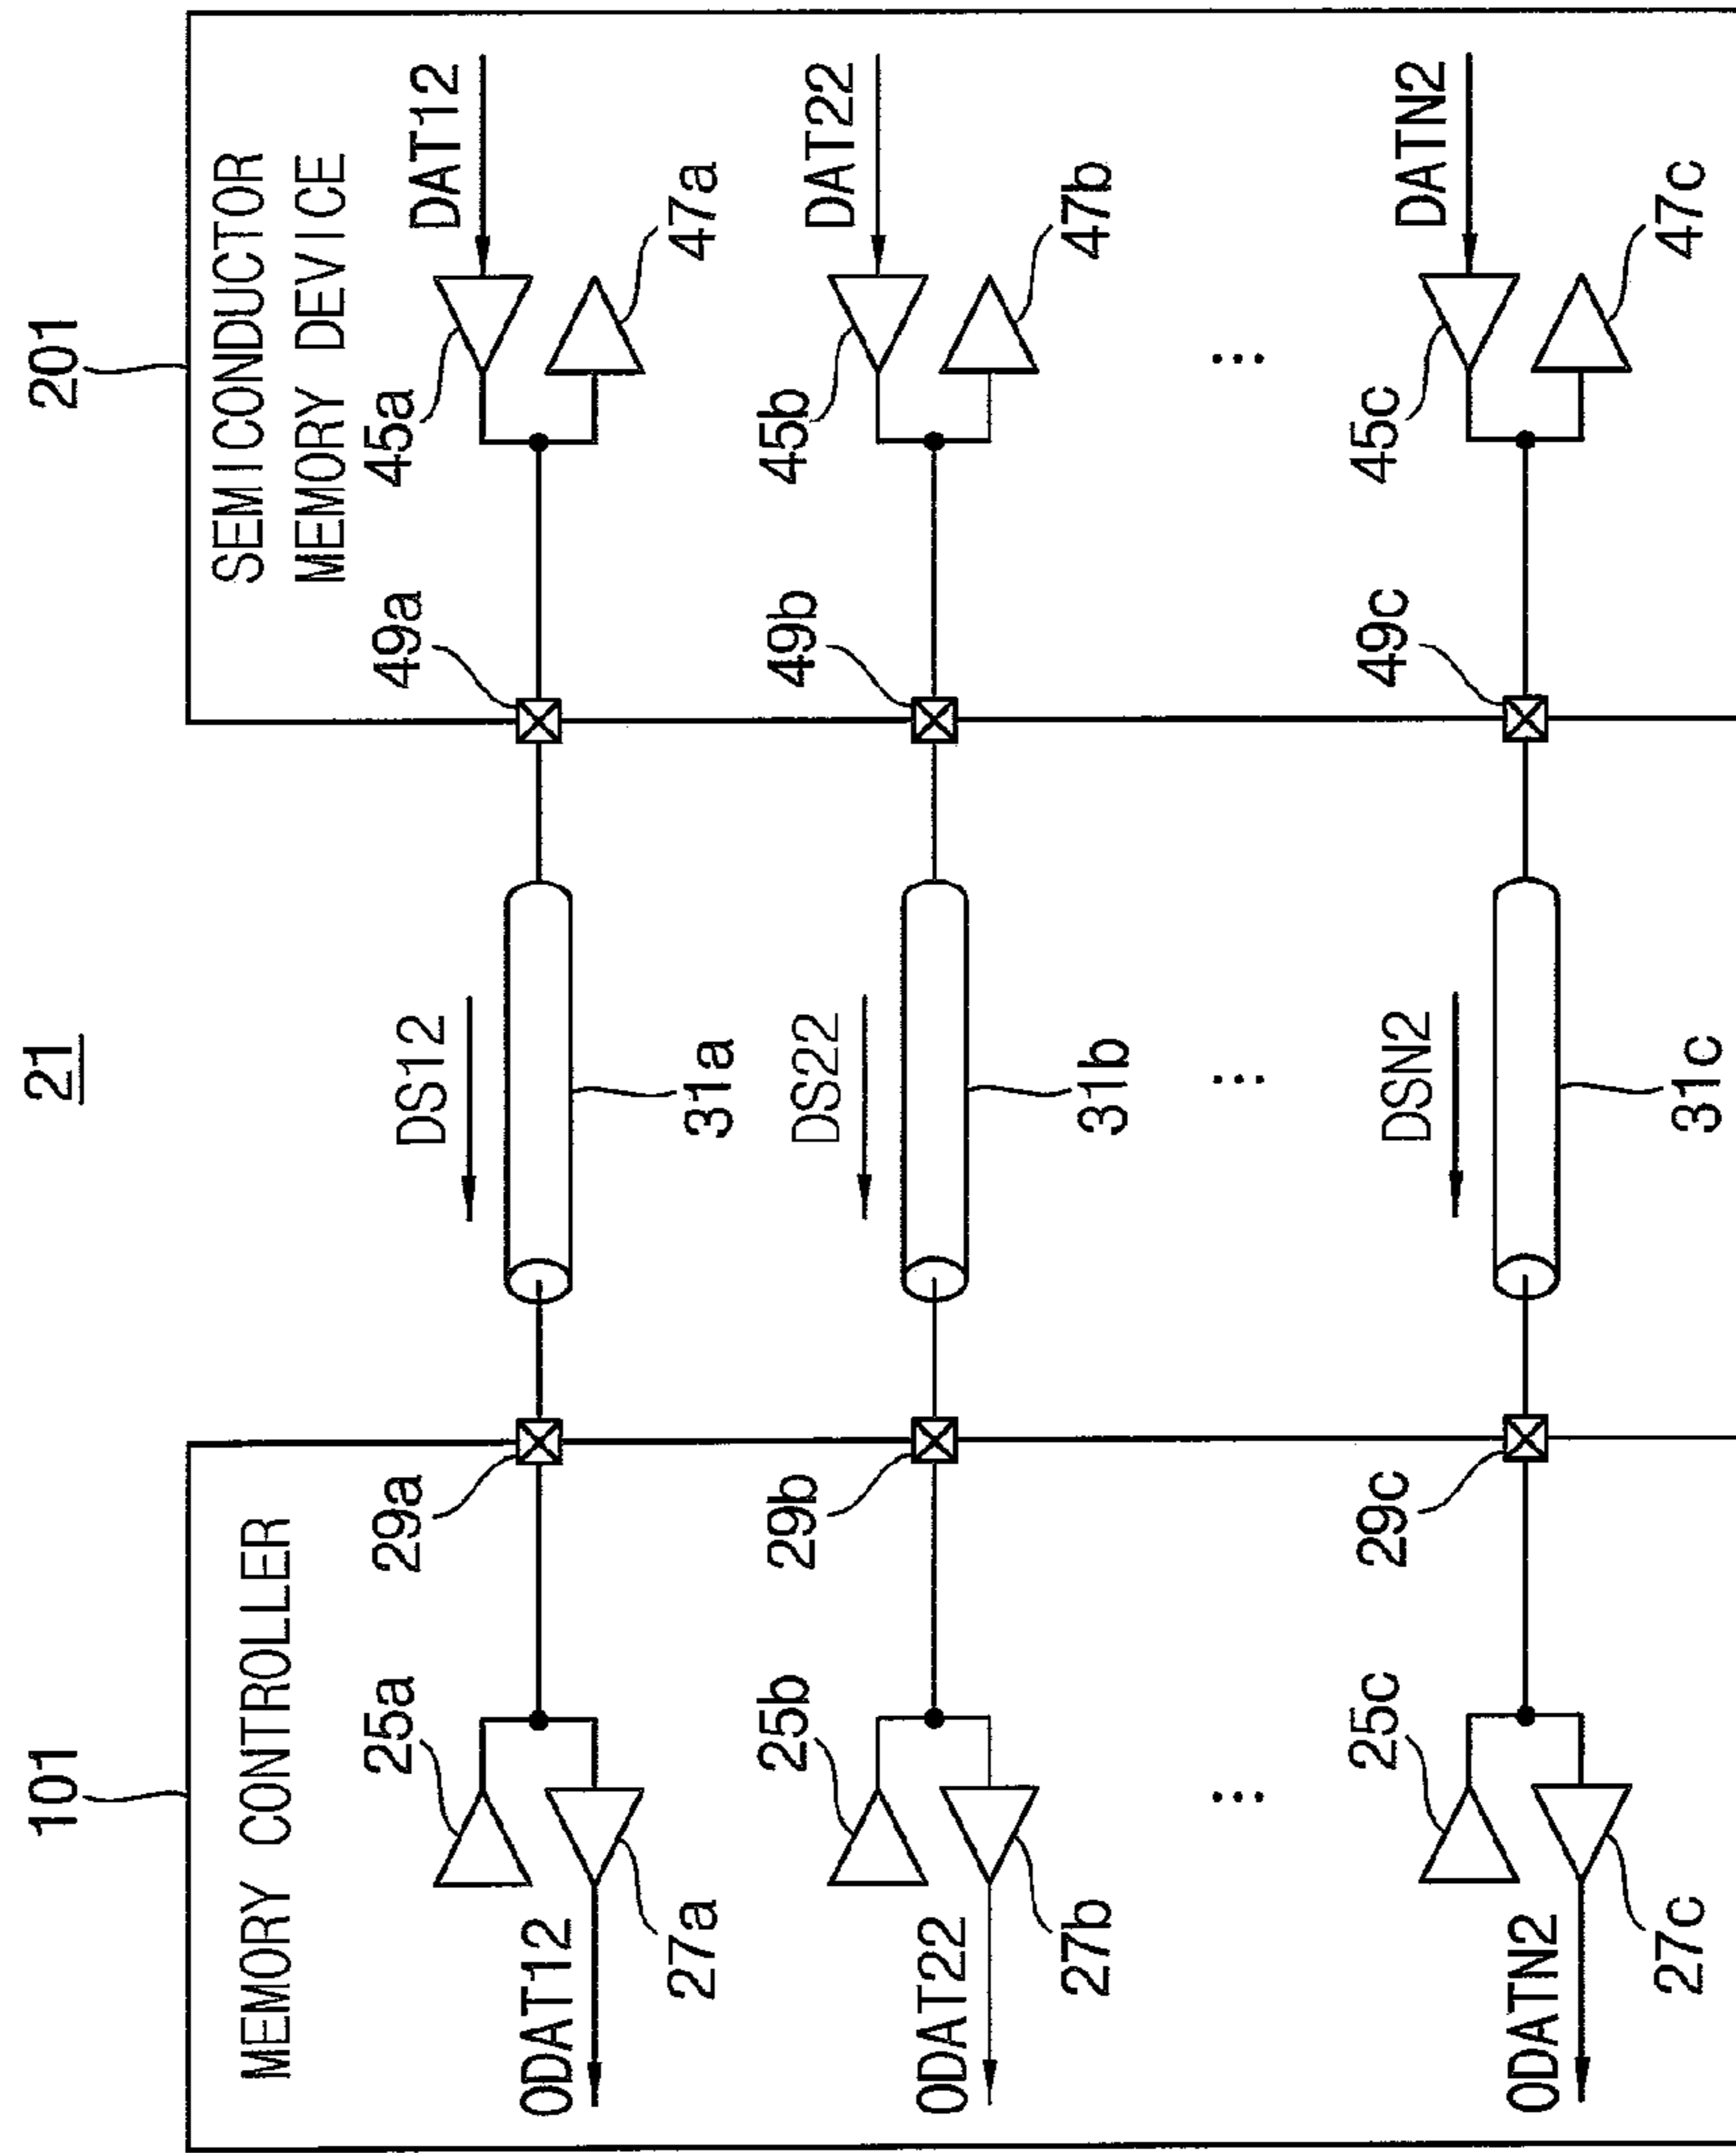 21
101
201
MEMORY CONTROLLER
SEMICONDUCTOR
MEMORY DEVICE
25a
29a
DS12
49a
45a
DAT12
ODAT12
27a
31a
47a
25b
29b
DS22
49b
45b
DAT22
ODAT22
27b
31b
47b
...
...
...
25c
29c
DSN2
49c
45c
DATN2
ODATN2
27c
31c
47c